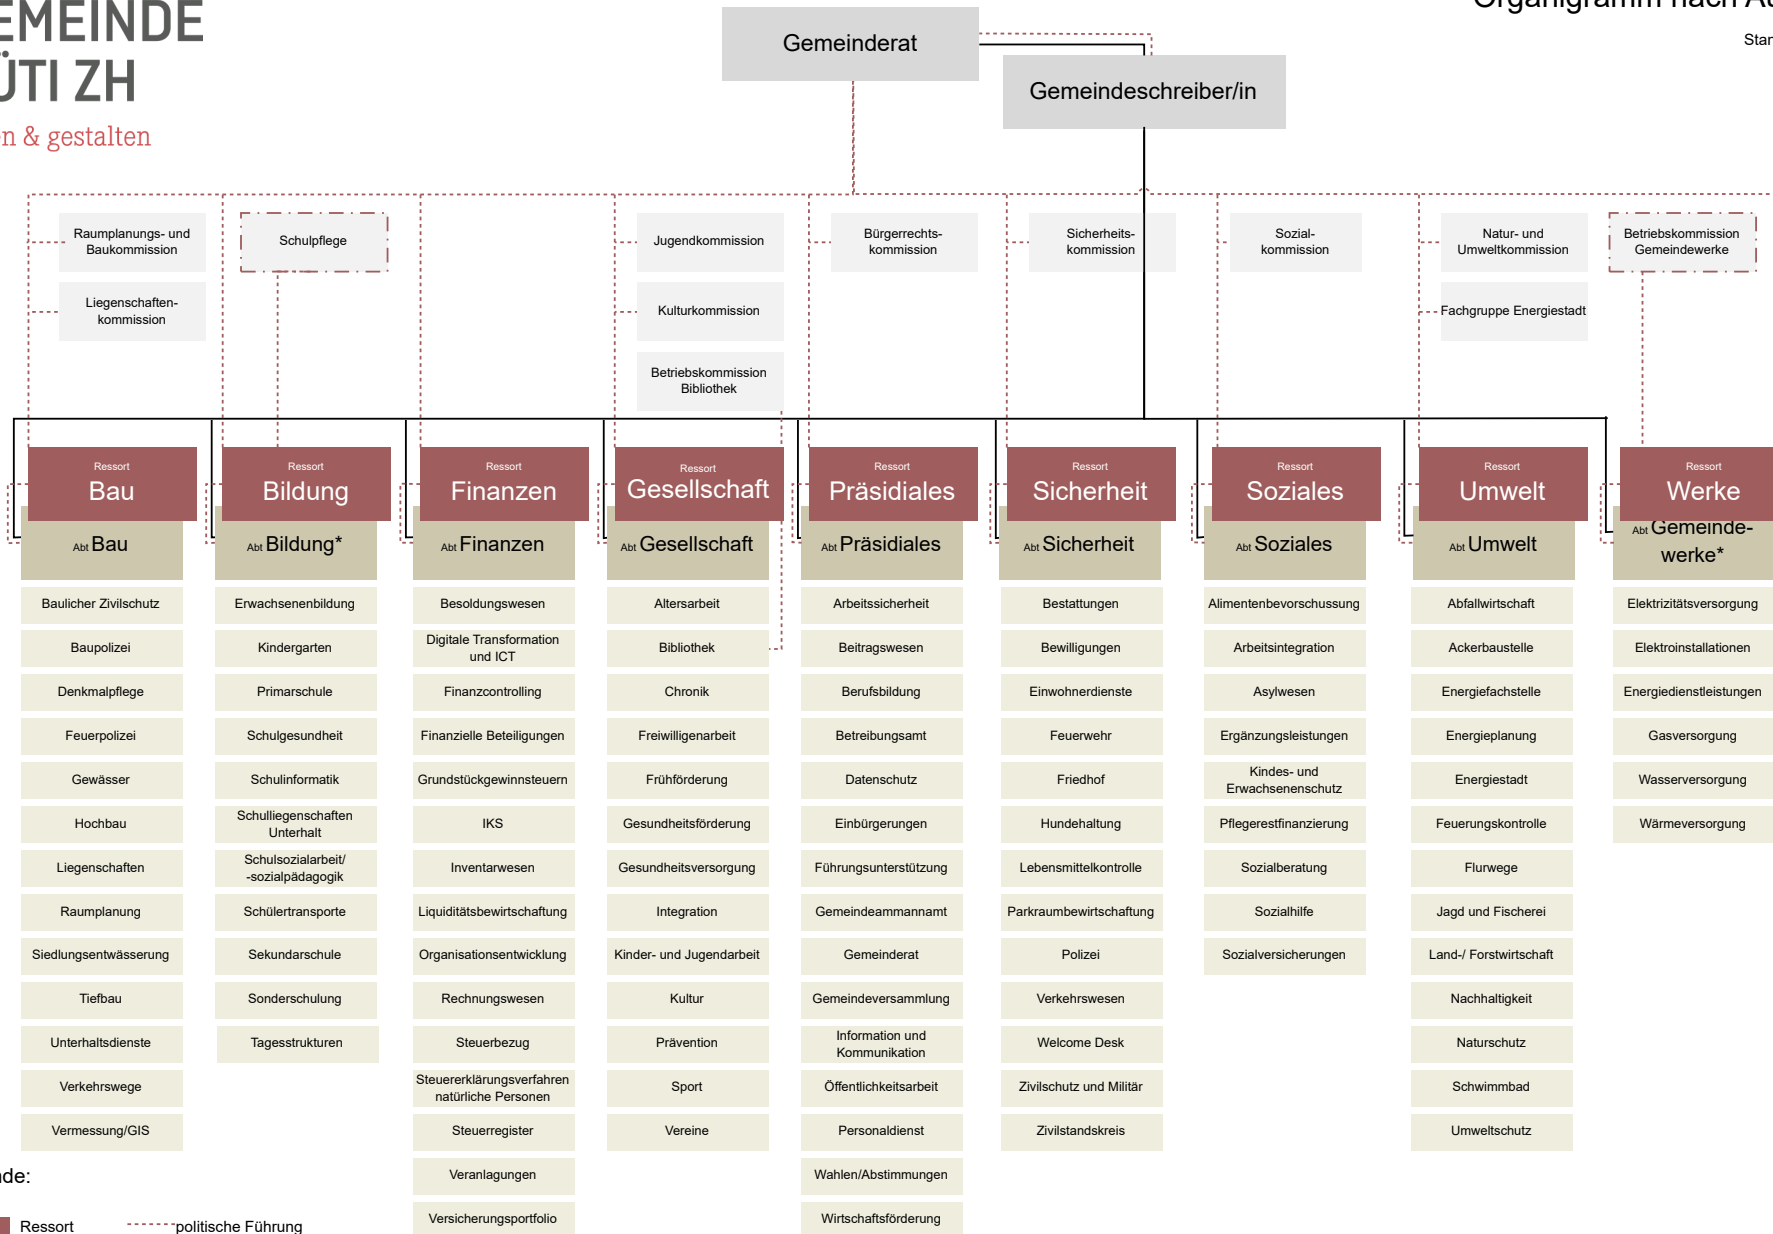 EMEINDE
ÜTI ZH
n & gestalten
Organigramm nach Au
Star
Gemeinderat
Gemeindeschreiber/in
Raumplanungs- und
Baukommission
Schulpflege
Jugendkommission
Bürgerrechts-
kommission
Sicherheits-
kommission
Sozial-
kommission
Natur- und
Umweltkommission
Betriebskommission
Gemeindewerke
Liegenschaften-
kommission
Kulturkommission
Fachgruppe Energiestadt
Betriebskommission
Bibliothek
Ressort
Bau
Abt Bau
Baulicher Zivilschutz
Baupolizei
Denkmalpflege
Feuerpolizei
Gewässer
Hochbau
Liegenschaften
Raumplanung
Siedlungsentwässerung
Tiefbau
Unterhaltsdienste
Verkehrswege
Vermessung/GIS
Ressort
Bildung
Abt Bildung*
Erwachsenenbildung
Kindergarten
Primarschule
Schulgesundheit
Schulinformatik
Schulliegenschaften
Unterhalt
Schulsozialarbeit/
-sozialpädagogik
Schülertransporte
Sekundarschule
Sonderschulung
Tagesstrukturen
Ressort
Finanzen
Abt Finanzen
Besoldungswesen
Digitale Transformation
und ICT
Finanzcontrolling
Finanzielle Beteiligungen
Grundstückgewinnsteuern
IKS
Inventarwesen
Liquiditätsbewirtschaftung
Organisationsentwicklung
Rechnungswesen
Steuerbezug
Steuererklärungsverfahren
natürliche Personen
Steuerregister
Veranlagungen
Versicherungsportfolio
Ressort
Gesellschaft
Abt Gesellschaft
Altersarbeit
Bibliothek
Chronik
Freiwilligenarbeit
Frühförderung
Gesundheitsförderung
Gesundheitsversorgung
Integration
Kinder- und Jugendarbeit
Kultur
Prävention
Sport
Vereine
Ressort
Präsidiales
Abt Präsidiales
Arbeitssicherheit
Beitragswesen
Berufsbildung
Betreibungsamt
Datenschutz
Einbürgerungen
Führungsunterstützung
Gemeindeammannamt
Gemeinderat
Gemeindeversammlung
Information und
Kommunikation
Öffentlichkeitsarbeit
Personaldienst
Wahlen/Abstimmungen
Wirtschaftsförderung
Ressort
Sicherheit
Abt Sicherheit
Bestattungen
Bewilligungen
Einwohnerdienste
Feuerwehr
Friedhof
Hundehaltung
Lebensmittelkontrolle
Parkraumbewirtschaftung
Polizei
Verkehrswesen
Welcome Desk
Zivilschutz und Militär
Zivilstandskreis
Ressort
Soziales
Abt Soziales
Alimentenbevorschussung
Arbeitsintegration
Asylwesen
Ergänzungsleistungen
Kindes- und
Erwachsenenschutz
Pflegerestfinanzierung
Sozialberatung
Sozialhilfe
Sozialversicherungen
Ressort
Umwelt
Abt Umwelt
Abfallwirtschaft
Ackerbaustelle
Energiefachstelle
Energieplanung
Energiestadt
Feuerungskontrolle
Flurwege
Jagd und Fischerei
Land-/ Forstwirtschaft
Nachhaltigkeit
Naturschutz
Schwimmbad
Umweltschutz
Ressort
Werke
Abt Gemeinde-
werke*
Elektrizitätsversorgung
Elektroinstallationen
Energiedienstleistungen
Gasversorgung
Wasserversorgung
Wärmeversorgung
nde:
Ressort
politische Führung